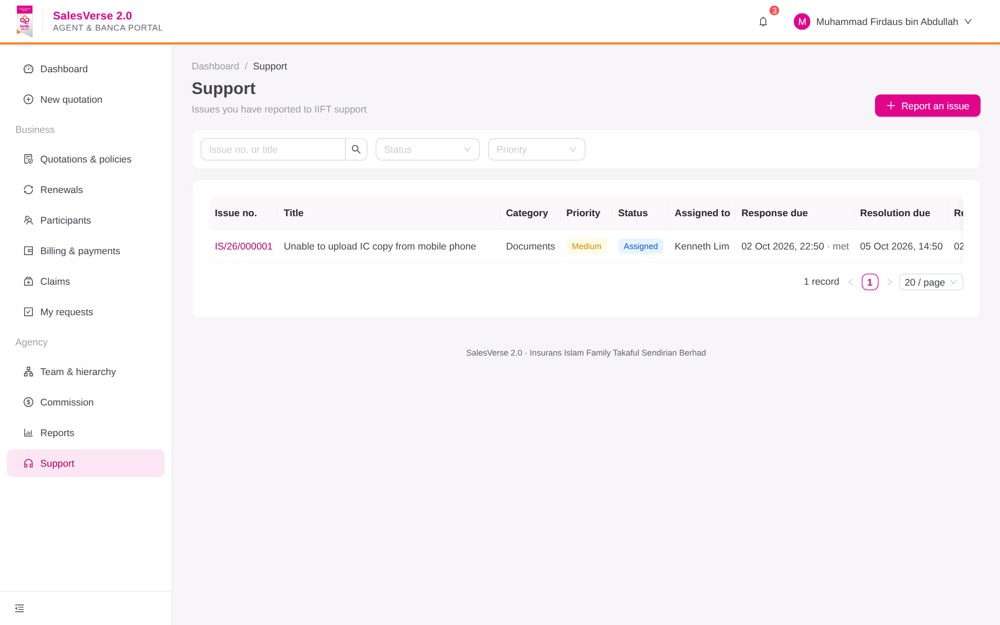 SalesVerse 2.0
AGENT & BANCA PORTAL
Family
Takaful
3
M
Muhammad Firdaus bin Abdullah
Dashboard
New quotation
Business
Quotations & policies
Renewals
Participants
Billing & payments
Claims
My requests
Agency
Team & hierarchy
Commission
Reports
Support
Dashboard / Support
Support
Issues you have reported to IIFT support
Report an issue
Issue no. or title
Status
Priority
Issue no. Title Category Priority Status Assigned to Response due Resolution due Re
IS/26/000001 Unable to upload IC copy from mobile phone Documents Medium Assigned Kenneth Lim 02 Oct 2026, 22:50 · met 05 Oct 2026, 14:50 02
1 record
1
20 / page
SalesVerse 2.0 · Insurans Islam Family Takaful Sendirian Berhad